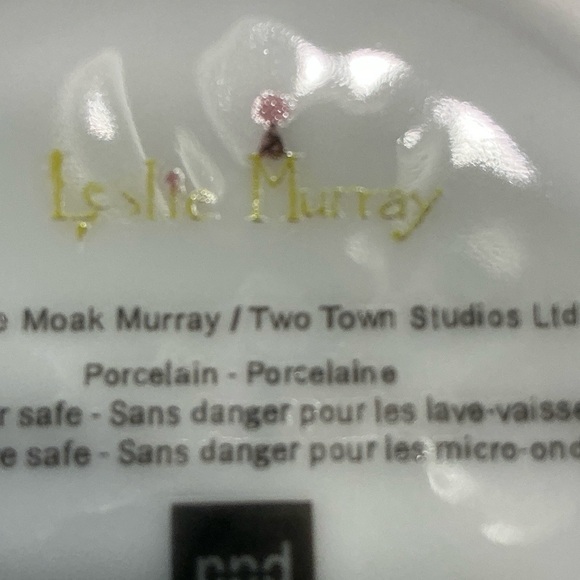 Leslie Murray
e Moak Murray / Two Town Studios Ltd
Porcelain - Porcelaine
r safe - Sans danger pour les lave-vaisse
e safe - Sans danger pour les micro-ond
ppd